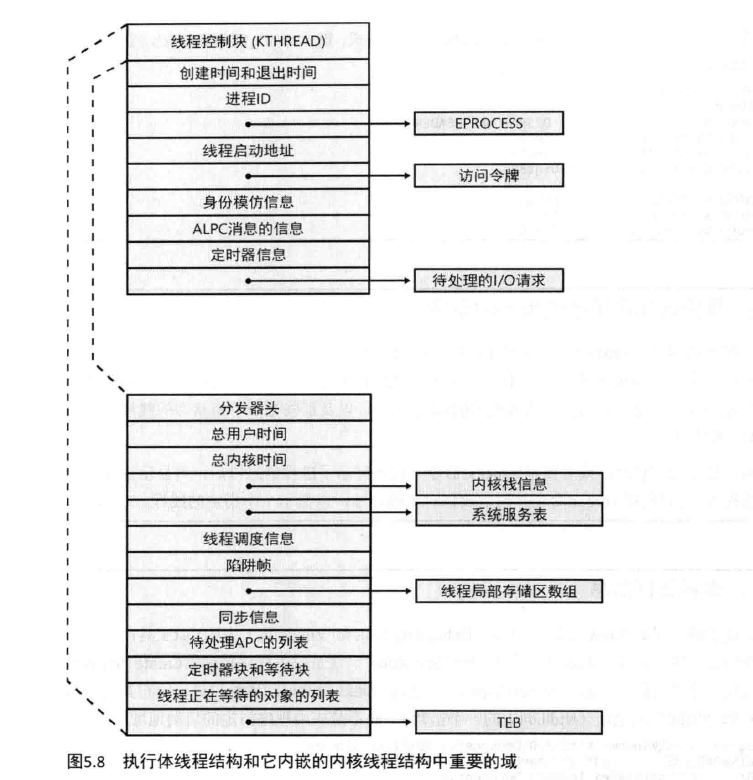 线程控制块 (KTHREAD)
创建时间和退出时间
进程ID
EPROCESS
线程启动地址
访问令牌
身份模仿信息
ALPC消息的信息
定时器信息
待处理的I/O请求
分发器头
总用户时间
总内核时间
内核栈信息
系统服务表
线程调度信息
陷阱帧
线程局部存储区数组
同步信息
待处理APC的列表
定时器块和等待块
线程正在等待的对象的列表
TEB
图5.8 执行体线程结构和它内嵌的内核线程结构中重要的域